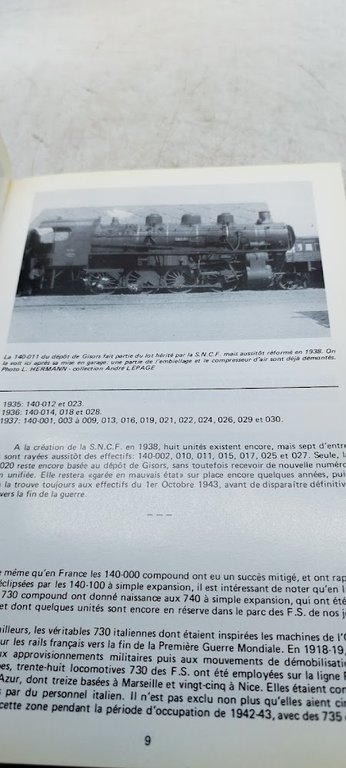 La 140-011 du dépôt de Gisors fait partie du lot hérité par la S.N.C.F. mais aussitôt réformé en 1938. On
la voit ici après sa mise en garage: une partie de l'embiellage et le compresseur d'air sont déjà démontés.
Photo L. HERMANN - collection André LEPAGE
1935: 140-012 et 023.
1936: 140-014, 018 et 028.
1937: 140-001, 003 à 009, 013, 016, 019, 021, 022, 024, 026, 029 et 030.
A la création de la S.N.C.F. en 1938, huit unités existent encore, mais sept d'entre
sont rayées aussitôt des effectifs: 140-002, 010, 011, 015, 017, 025 et 027. Seule, la
020 reste encore basée au dépôt de Gisors, sans toutefois recevoir de nouvelle numéro
n unifiée. Elle restera «garée en mauvais état» sur place encore quelques années, puis
la trouve toujours aux effectifs du 1er Octobre 1943, avant de disparaître définitive
vers la fin de la guerre.
– – –
e même qu'en France les 140-000 compound ont eu un succès mitigé, et ont rap
éclipsées par les 140-100 à simple expansion, il est intéressant de noter qu'en I
730 compound ont donné naissance aux 740 à simple expansion, qui ont été
et dont quelques unités sont encore en réserve dans le parc des F.S. de nos jo
illeurs, les véritables 730 italiennes dont étaient inspirées les machines de l'O
ur les rails français vers la fin de la Première Guerre Mondiale. En 1918-19,
ux approvisionnements militaires puis aux mouvements de démobilisatio
es, trente-huit locomotives 730 des F.S. ont été employées sur la ligne P
Azur, dont treize basées à Marseille et vingt-cinq à Nice. Elles étaient con
s par du personnel italien. Il n'est pas exclu non plus qu'elles aient cir
cette zone pendant la période d'occupation de 1942-43, avec des 735 e
9